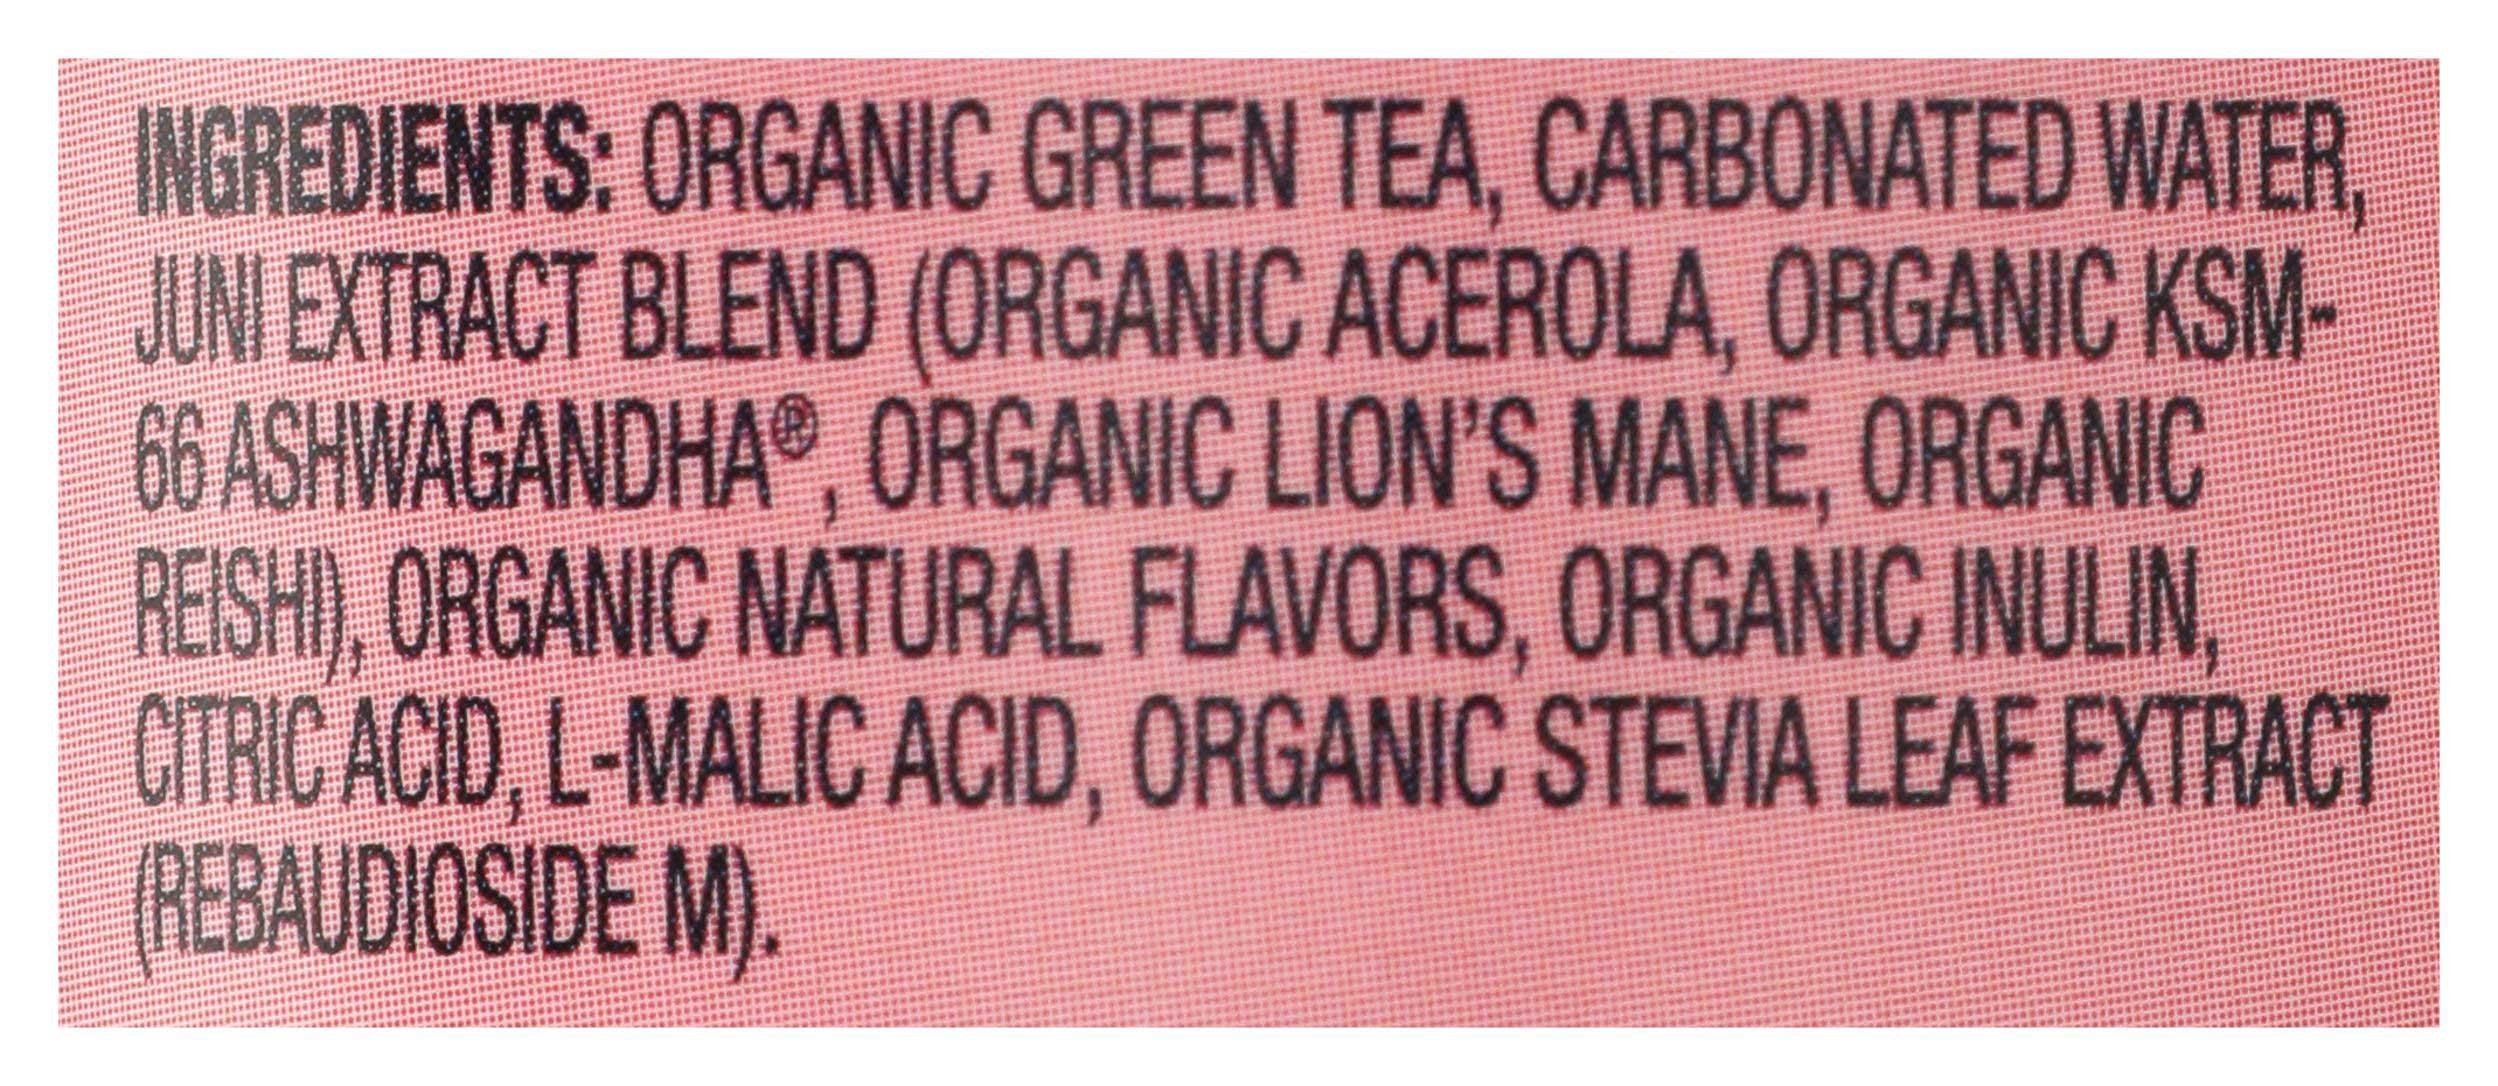 INGREDIENTS: ORGANIC GREEN TEA, CARBONATED WATER,
JUNI EXTRACT BLEND (ORGANIC ACEROLA, ORGANIC KSM-
66 ASHWAGANDHA®, ORGANIC LION'S MANE, ORGANIC
REISHI), ORGANIC NATURAL FLAVORS, ORGANIC INULIN,
CITRIC ACID, L-MALIC ACID, ORGANIC STEVIA LEAF EXTRACT
(REBAUDIOSIDE M).